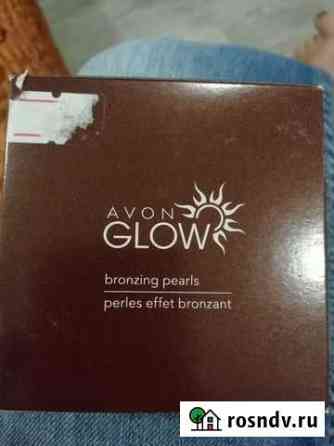 AVON
GLOW
bronzing pearls
perles effet bronzant
rosndv.ru